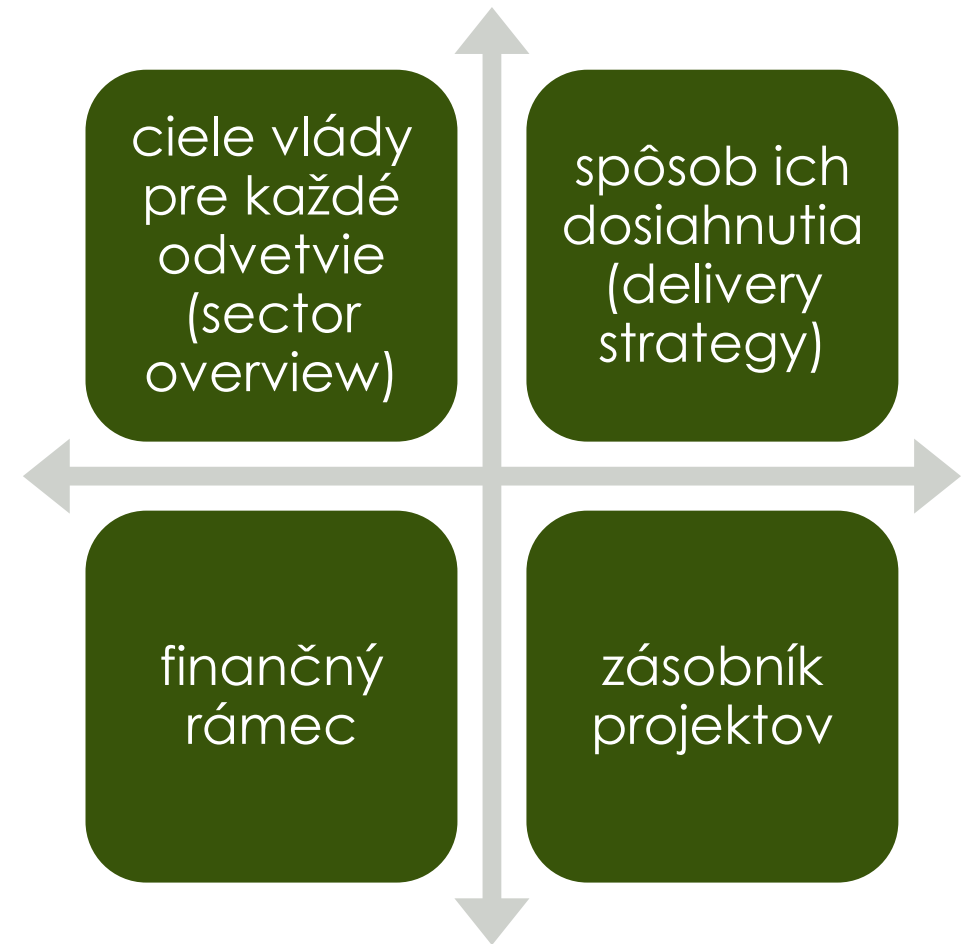 ciele vlády
pre každé
odvetvie
(sector
overview)
spôsob ich
dosiahnutia
(delivery
strategy)
finančný
rámec
zásobník
projektov